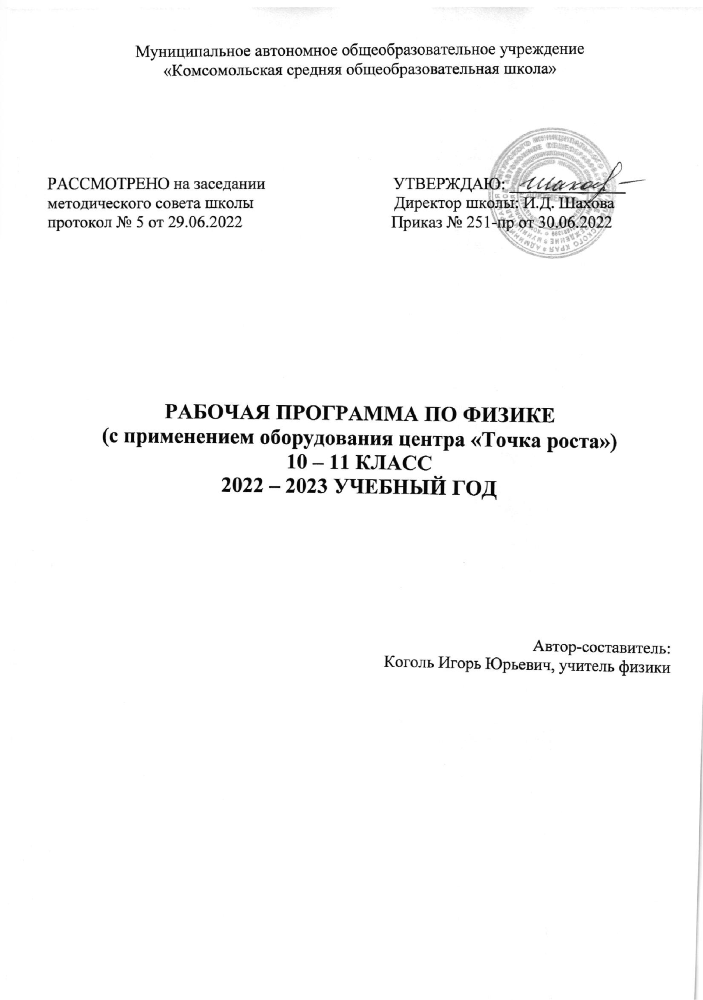 Муниципальное автономное общеобразовательное учреждение
«Комсомольская средняя общеобразовательная школа»
РАССМОТРЕНО на заседании
методического совета школы
протокол № 5 от 29.06.2022
УТВЕРЖДАЮ:
Директор школы: И.Д. Шахова
Приказ № 251-пр от 30.06.2022
ДОКУМЕНТОВ
РАБОЧАЯ ПРОГРАММА ПО ФИЗИКЕ
(с применением оборудования центра «Точка роста»)
10 – 11 КЛАСС
2022 – 2023 УЧЕБНЫЙ ГОД
Автор-составитель:
Коголь Игорь Юрьевич, учитель физики